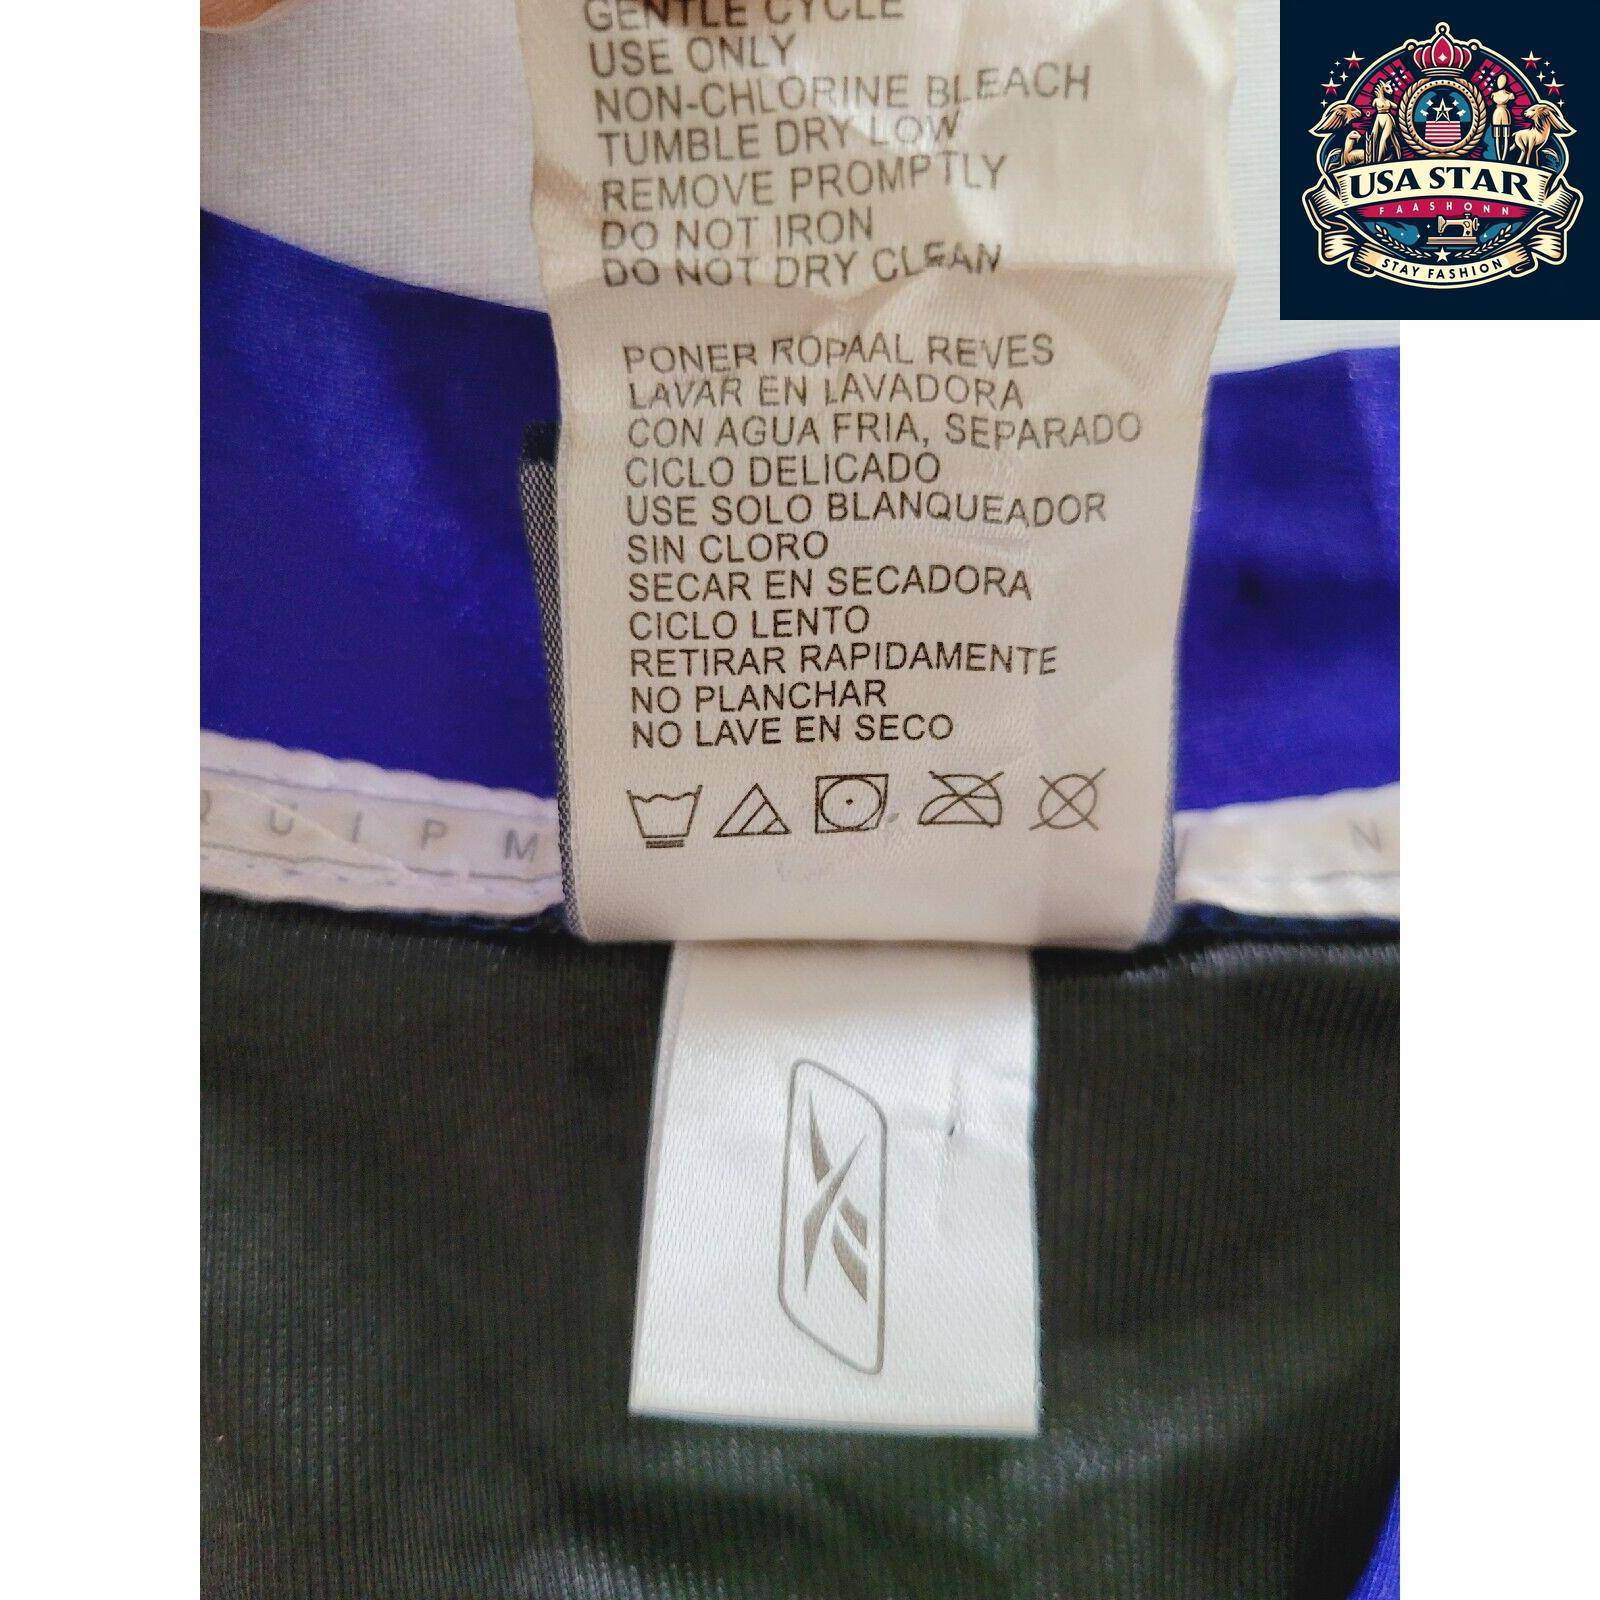 GENTLE CYCLE
USE ONLY
NON-CHLORINE BLEACH
TUMBLE DRY LOW
REMOVE PROMPTLY
DO NOT IRON
DO NOT DRY CLEAN
PONER ROPAAL REVES
LAVAR EN LAVADORA
CON AGUA FRIA, SEPARADO
CICLO DELICADO
USE SOLO BLANQUEADOR
SIN CLORO
SECAR EN SECADORA
CICLO LENTO
RETIRAR RAPIDAMENTE
NO PLANCHAR
NO LAVE EN SECO
QUIPM
N
USA STAR
FAASHONN
STAY FASHION